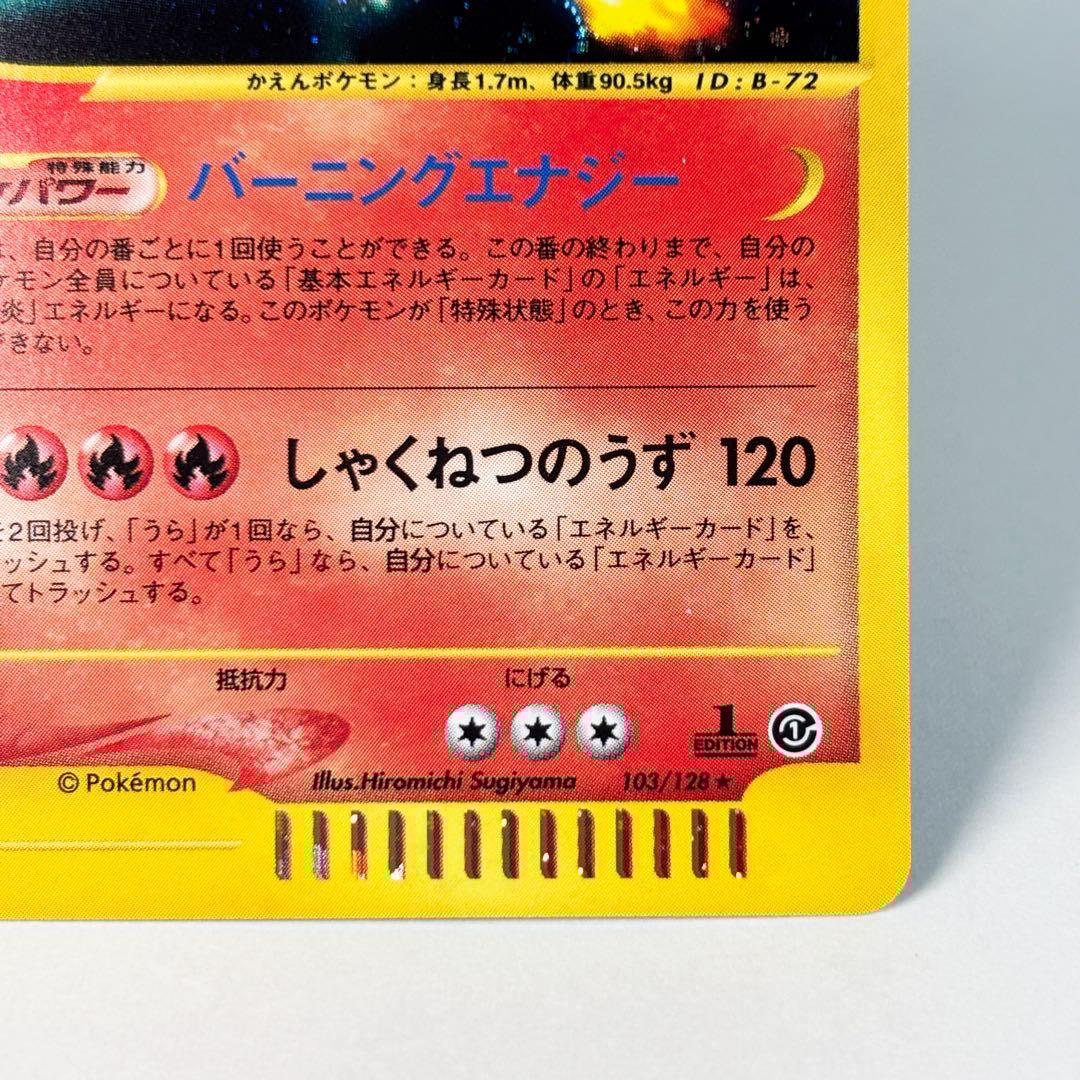 かえんポケモン：身長1.7m、体重90.5kg ID：B-72
特殊能力
パワー バーニングエナジー
、自分の番ごとに1回使うことができる。この番の終わりまで、自分の
ケモン全員についている「基本エネルギーカード」の「エネルギー」は、
炎」エネルギーになる。このポケモンが「特殊状態」のとき、この力を使う
できない。
しゃくねつのうず 120
を2回投げ、「うら」が1回なら、自分についている「エネルギーカード」を、
ッシュする。すべて「うら」なら、自分についている「エネルギーカード」
てトラッシュする。
抵抗力 にげる
1
EDITION 1
© Pokémon Illus.Hiromichi Sugiyama 103/128★